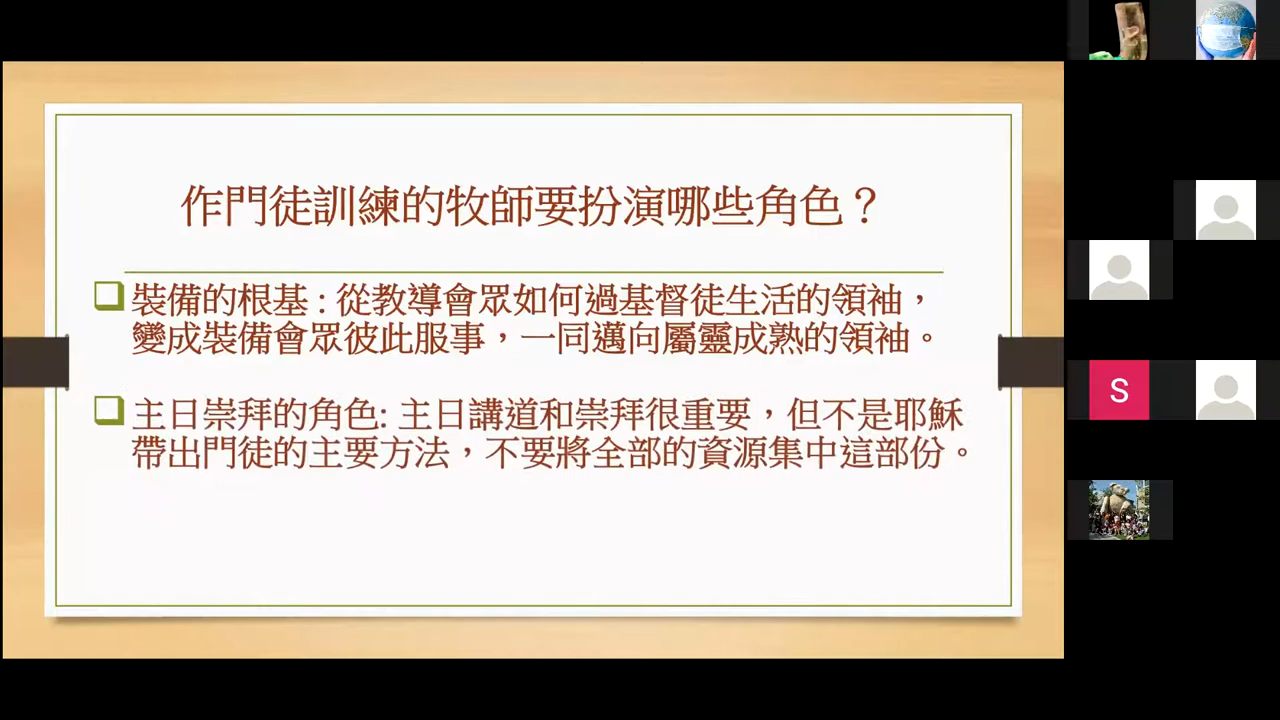 作門徒訓練的牧師要扮演哪些角色？
裝備的根基 : 從教導會眾如何過基督徒生活的領袖，
變成裝備會眾彼此服事，一同邁向屬靈成熟的領袖。
主日崇拜的角色: 主日講道和崇拜很重要，但不是耶穌
帶出門徒的主要方法，不要將全部的資源集中這部份。
S